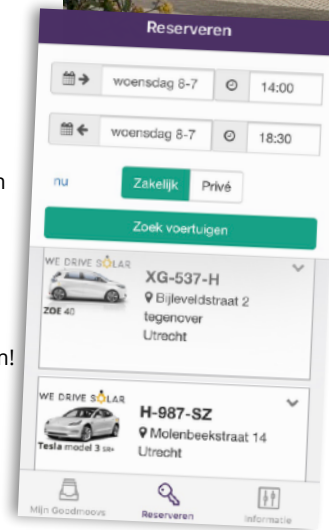 Reserveren
woensdag 8-7 14:00
woensdag 8-7 18:30
nu Zakelijk Privé
Zoek voertuigen
WE DRIVE SOLAR
XG-537-H
Bijleveldstraat 2
tegenover
Utrecht
ZOE 40
n!
WE DRIVE SOLAR
H-987-SZ
Molenbeekstraat 14
Utrecht
Tesla model 3 SR+
Mijn Goodmoovs Reserveren Informatie